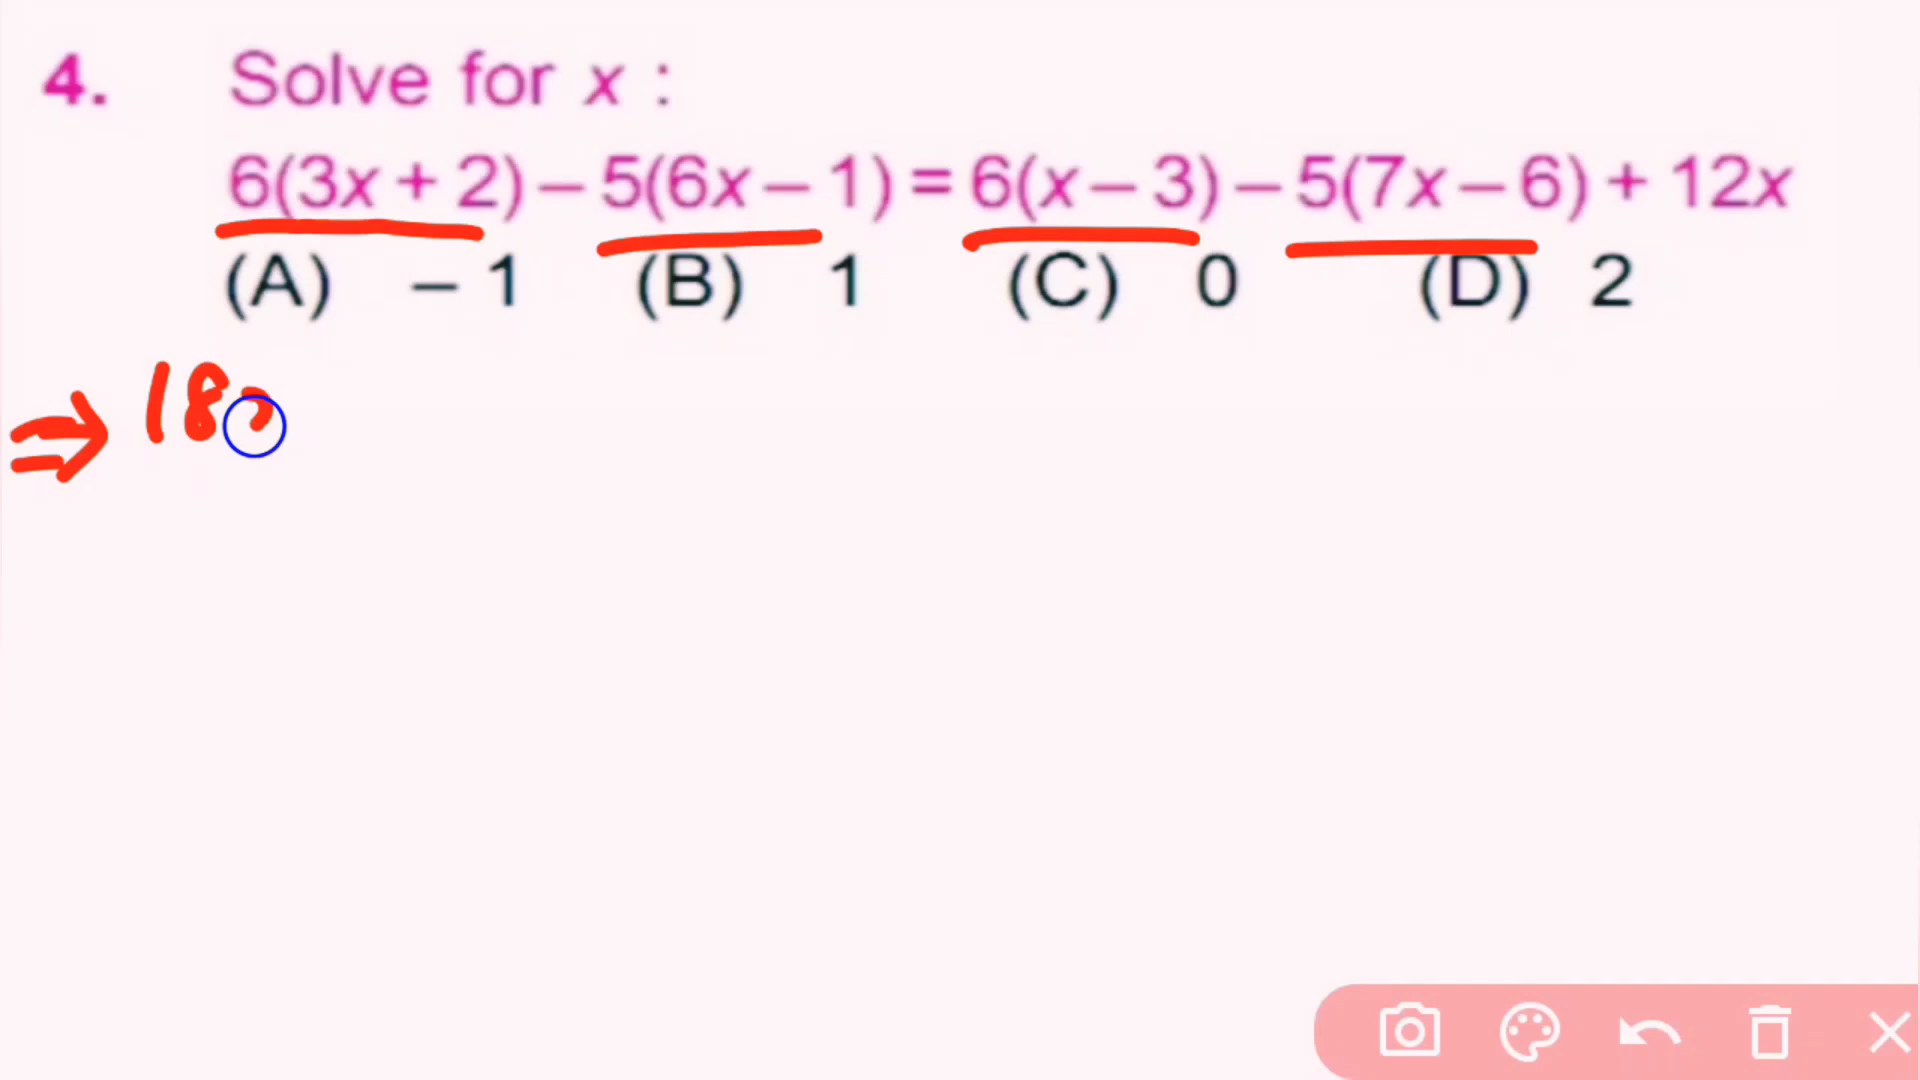 4. Solve for x :
6(3x + 2) – 5(6x – 1) = 6(x – 3) – 5(7x – 6) + 12x
(A) – 1 (B) 1 (C) 0 (D) 2
⇒ 18